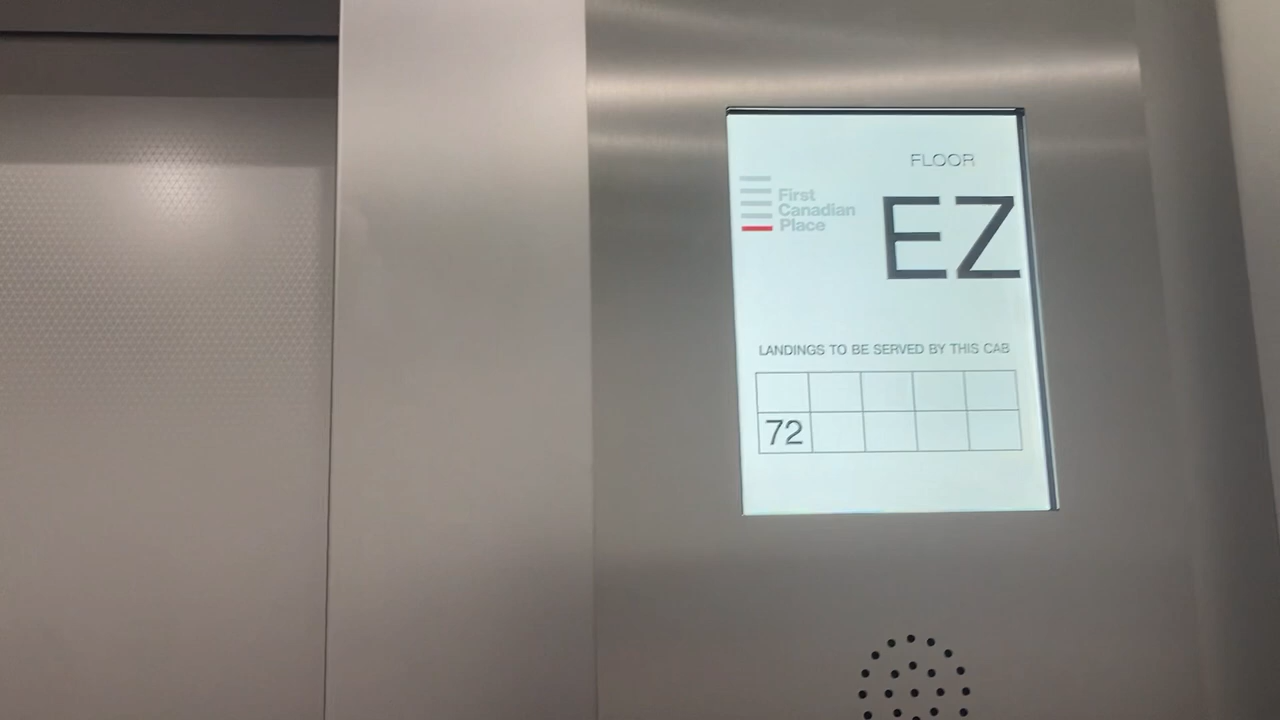 FLOOR
First
Canadian
Place
EZ
LANDINGS TO BE SERVED BY THIS CAB
72